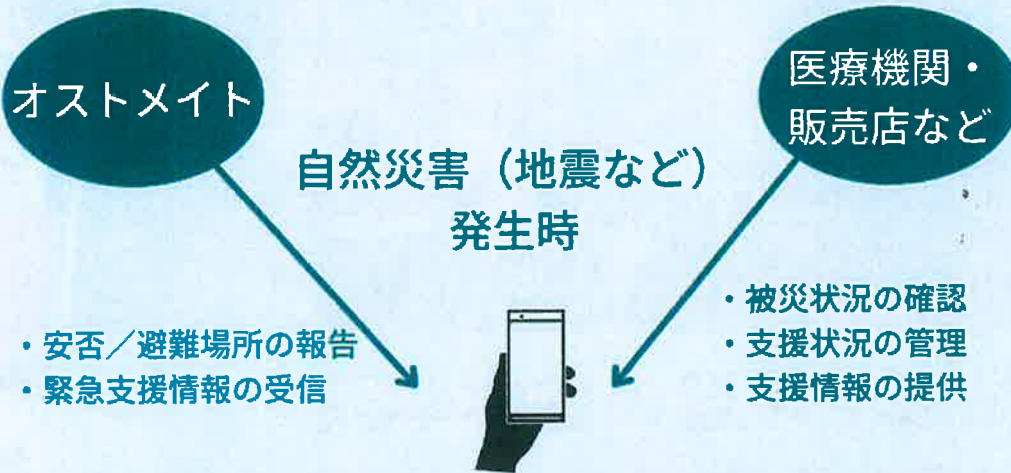 オストメイト
医療機関・
販売店など
自然災害（地震など）
発生時
・安否／避難場所の報告
・緊急支援情報の受信
・被災状況の確認
・支援状況の管理
・支援情報の提供